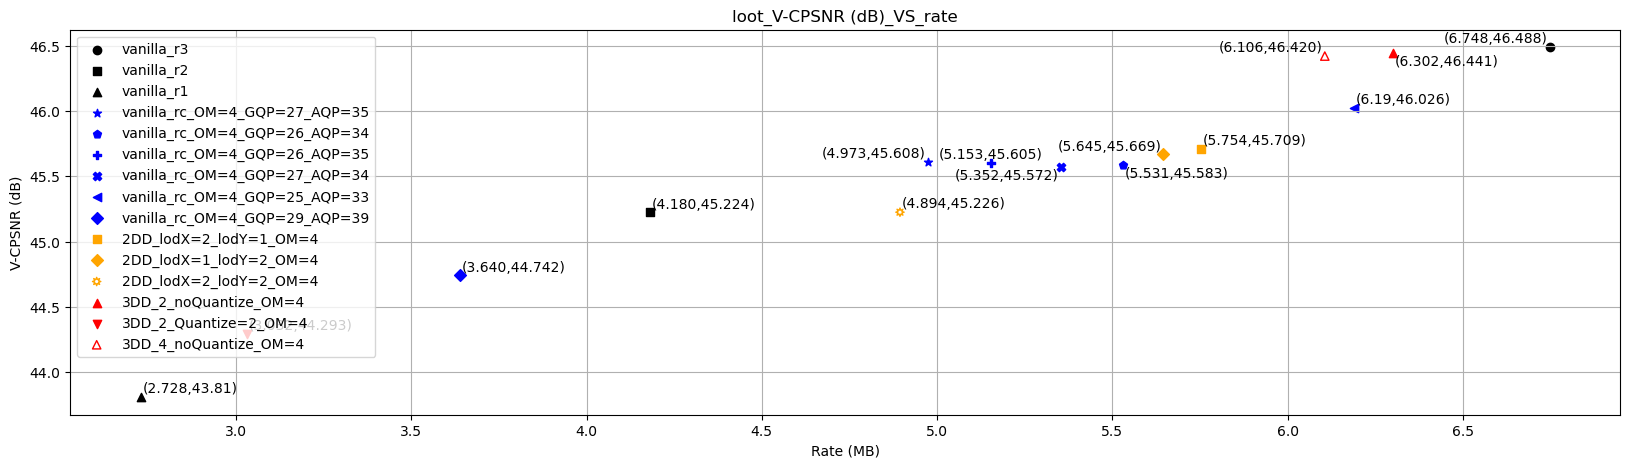 loot_V-CPSNR (dB)_VS_rate
V-CPSNR (dB)
46.5
46.0
45.5
45.0
44.5
44.0
vanilla_r3
vanilla_r2
vanilla_r1
vanilla_rc_OM=4_GQP=27_AQP=35
vanilla_rc_OM=4_GQP=26_AQP=34
vanilla_rc_OM=4_GQP=26_AQP=35
vanilla_rc_OM=4_GQP=27_AQP=34
vanilla_rc_OM=4_GQP=25_AQP=33
vanilla_rc_OM=4_GQP=29_AQP=39
2DD_lodX=2_lodY=1_OM=4
2DD_lodX=1_lodY=2_OM=4
2DD_lodX=2_lodY=2_OM=4
3DD_2_noQuantize_OM=4
3DD_2_Quantize=2_OM=4
3DD_4_noQuantize_OM=4
(6.748,46.488)
(6.106,46.420)
(6.302,46.441)
(6.19,46.026)
(5.754,45.709)
(5.645,45.669)
(4.973,45.608)
(5.153,45.605)
(5.352,45.572)
(5.531,45.583)
(4.180,45.224)
(4.894,45.226)
(3.640,44.742)
(2.728,43.81)
3.0
3.5
4.0
4.5
5.0
5.5
6.0
6.5
Rate (MB)